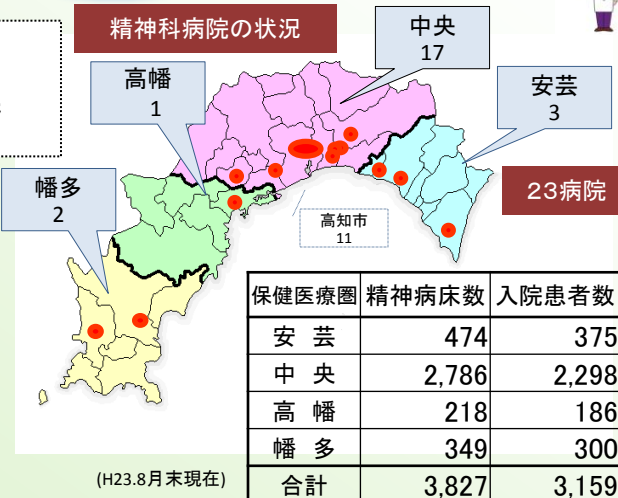 精神科病院の状況
中央
17
高幡
1
安芸
3
幡多
2
23病院
高知市
11
保健医療圏 精神病床数 入院患者数
安 芸 474 375
中 央 2,786 2,298
高 幡 218 186
幡 多 349 300
合計 3,827 3,159
(H23.8月末現在)